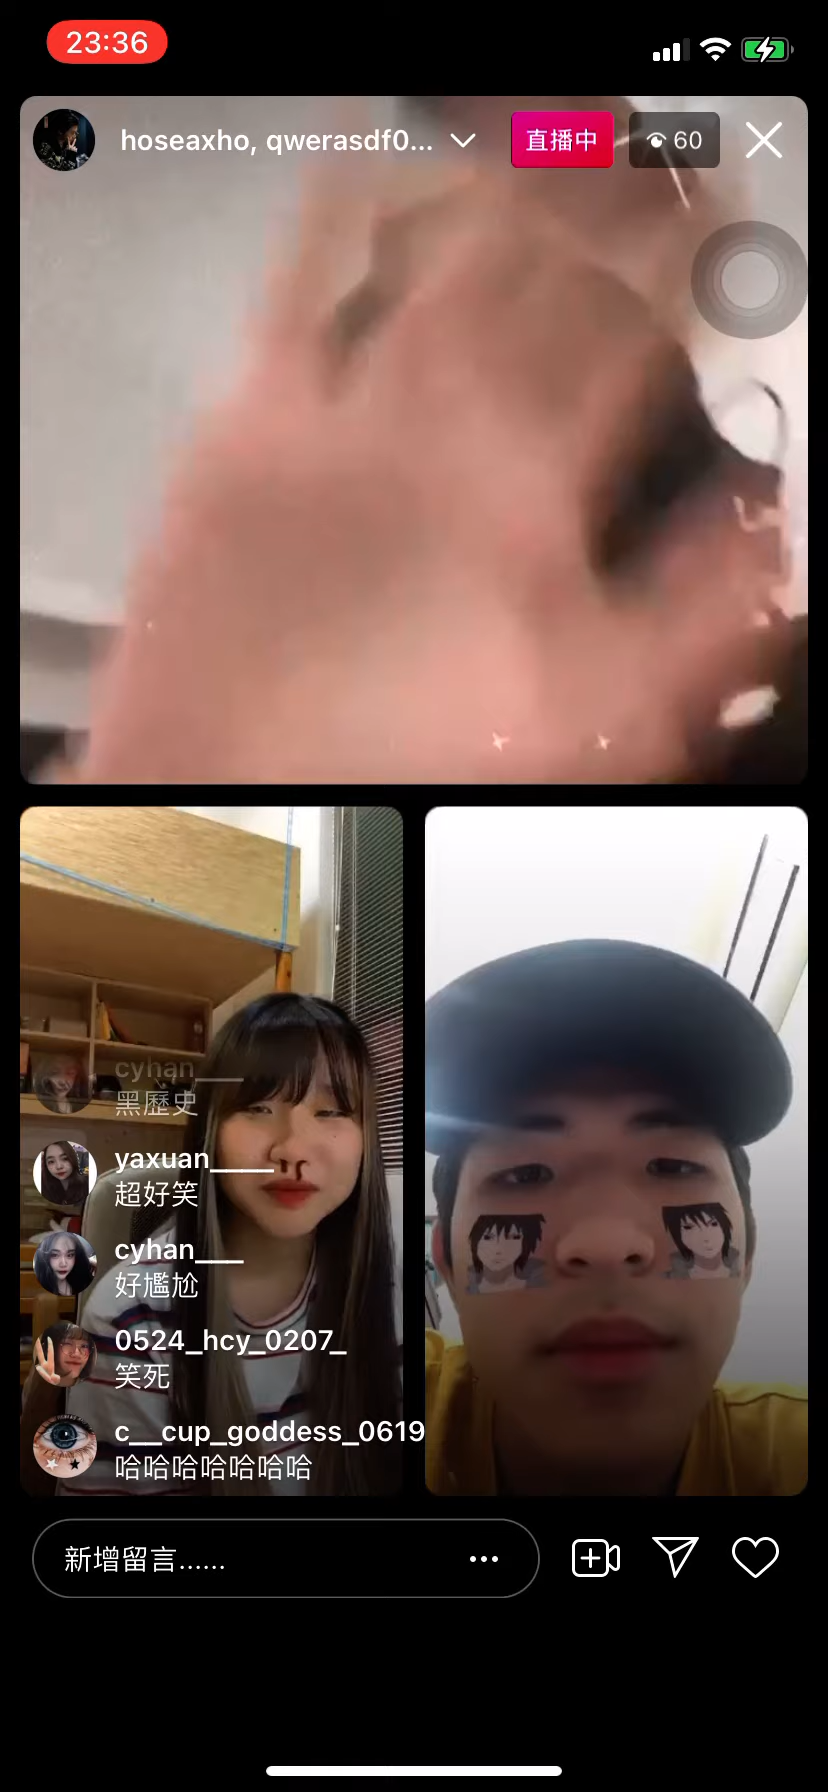 23:36
hoseaxho, qwerasdf0...
直播中
60
cyhan___
黑歷史
yaxuan____
超好笑
cyhan___
好尷尬
0524_hcy_0207_
笑死
c__cup_goddess_0619
哈哈哈哈哈哈哈
新增留言......